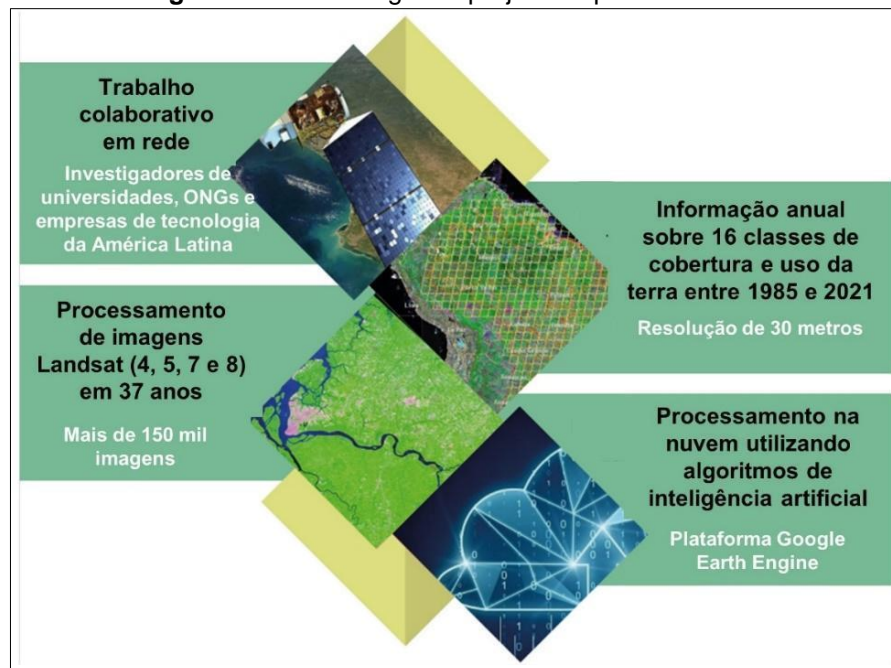 Trabalho
colaborativo
em rede
Investigadores de
universidades, ONGs e
empresas de tecnologia
da América Latina
Informação anual
sobre 16 classes de
cobertura e uso da
terra entre 1985 e 2021
Resolução de 30 metros
Processamento
de imagens
Landsat (4, 5, 7 e 8)
em 37 anos
Mais de 150 mil
imagens
Processamento na
nuvem utilizando
algoritmos de
inteligência artificial
Plataforma Google
Earth Engine